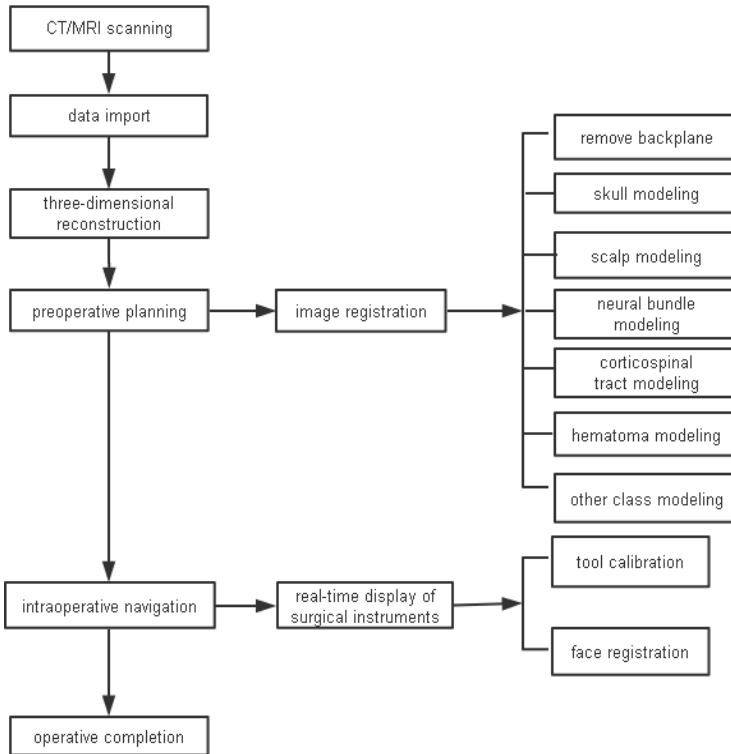 CT/MRI scanning
data import
three-dimensional
reconstruction
preoperative planning
image registration
remove backplane
skull modeling
scalp modeling
neural bundle
modeling
corticospinal
tract modeling
hematoma modeling
other class modeling
intraoperative navigation
real-time display of
surgical instruments
tool calibration
face registration
operative completion